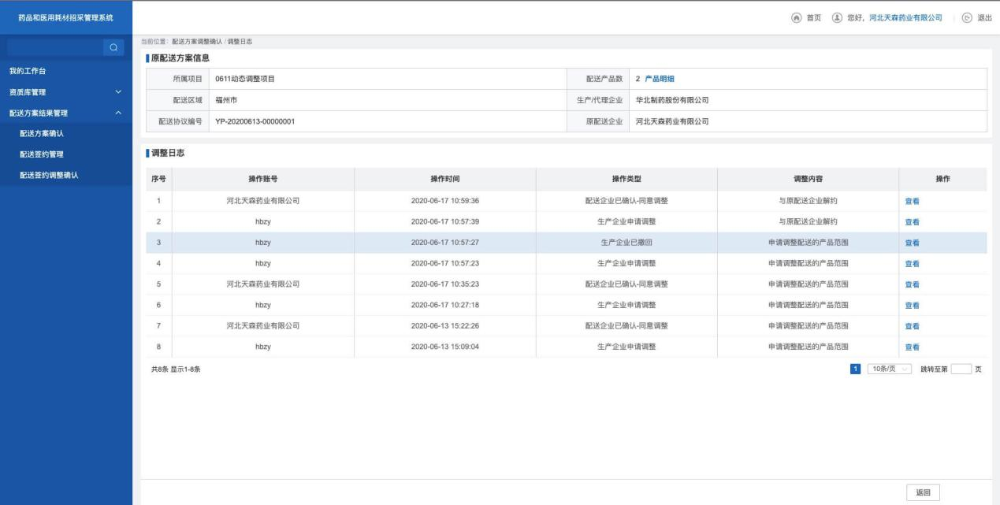 药品和医用耗材招采管理系统
首页 您好, 河北天森药业有限公司 退出
当前位置: 配送方案调整确认 / 调整日志
我的工作台
资质库管理
配送方案结果管理
配送方案确认
配送签约管理
配送签约调整确认
原配送方案信息
所属项目 0611动态调整项目 配送产品数 2 产品明细
配送区域 福州市 生产/代理企业 华北制药股份有限公司
配送协议编号 YP-20200613-00000001 原配送企业 河北天森药业有限公司
调整日志
序号 操作账号 操作时间 操作类型 调整内容 操作
1 河北天森药业有限公司 2020-06-17 10:59:36 配送企业已确认-同意调整 与原配送企业解约 查看
2 hbzy 2020-06-17 10:57:39 生产企业申请调整 与原配送企业解约 查看
3 hbzy 2020-06-17 10:57:27 生产企业已撤回 申请调整配送的产品范围 查看
4 hbzy 2020-06-17 10:57:23 生产企业申请调整 申请调整配送的产品范围 查看
5 河北天森药业有限公司 2020-06-17 10:35:23 配送企业已确认-同意调整 申请调整配送的产品范围 查看
6 hbzy 2020-06-17 10:27:18 生产企业申请调整 申请调整配送的产品范围 查看
7 河北天森药业有限公司 2020-06-13 15:22:26 配送企业已确认-同意调整 申请调整配送的产品范围 查看
8 hbzy 2020-06-13 15:09:04 生产企业申请调整 申请调整配送的产品范围 查看
共8条 显示1-8条 1 10条/页 跳转至第 页
返回